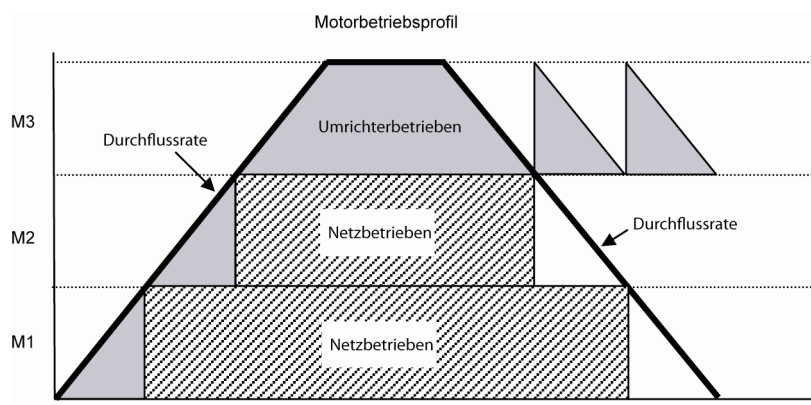 Motorbetriebsprofil
M3
Umrichterbetrieben
Durchflussrate
M2
Netzbetrieben
Durchflussrate
M1
Netzbetrieben